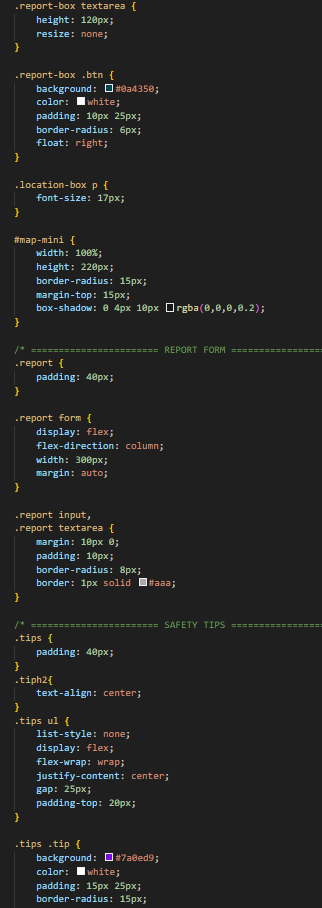 .report-box textarea {
    height: 120px;
    resize: none;
}

.report-box .btn {
    background: #0a4350;
    color: white;
    padding: 10px 25px;
    border-radius: 6px;
    float: right;
}

.location-box p {
    font-size: 17px;
}

#map-mini {
    width: 100%;
    height: 220px;
    border-radius: 15px;
    margin-top: 15px;
    box-shadow: 0 4px 10px rgba(0,0,0,0.2);
}

/* ======================= REPORT FORM =================
.report {
    padding: 40px;
}

.report form {
    display: flex;
    flex-direction: column;
    width: 300px;
    margin: auto;
}

.report input,
.report textarea {
    margin: 10px 0;
    padding: 10px;
    border-radius: 8px;
    border: 1px solid #aaa;
}

/* ======================= SAFETY TIPS =================
.tips {
    padding: 40px;
}
.tiph2{
    text-align: center;
}
.tips ul {
    list-style: none;
    display: flex;
    flex-wrap: wrap;
    justify-content: center;
    gap: 25px;
    padding-top: 20px;
}

.tips .tip {
    background: #7a0ed9;
    color: white;
    padding: 15px 25px;
    border-radius: 15px;